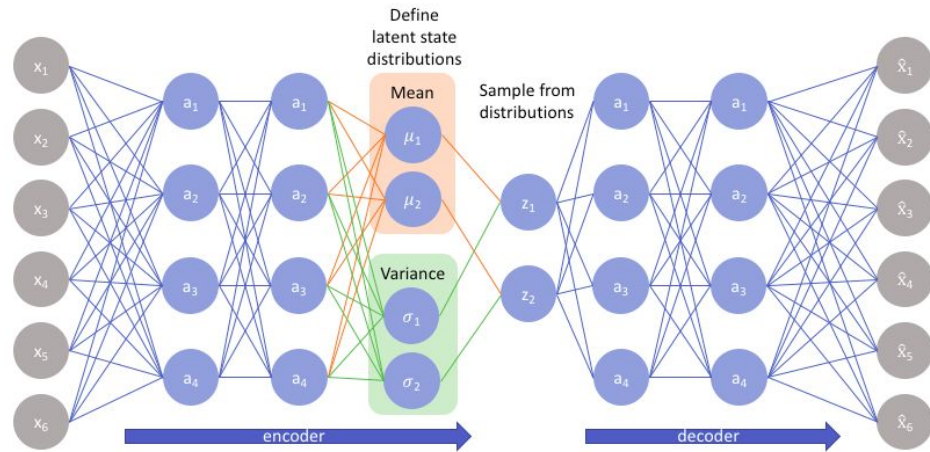 Define
latent state
distributions
Mean
Sample from
distributions
x₁
x₂
x₃
x₄
x₅
x₆
a₁
a₂
a₃
a₄
a₁
a₂
a₃
a₄
μ₁
μ₂
Variance
σ₁
σ₂
z₁
z₂
a₁
a₂
a₃
a₄
a₁
a₂
a₃
a₄
x̂₁
x̂₂
x̂₃
x̂₄
x̂₅
x̂₆
encoder
decoder